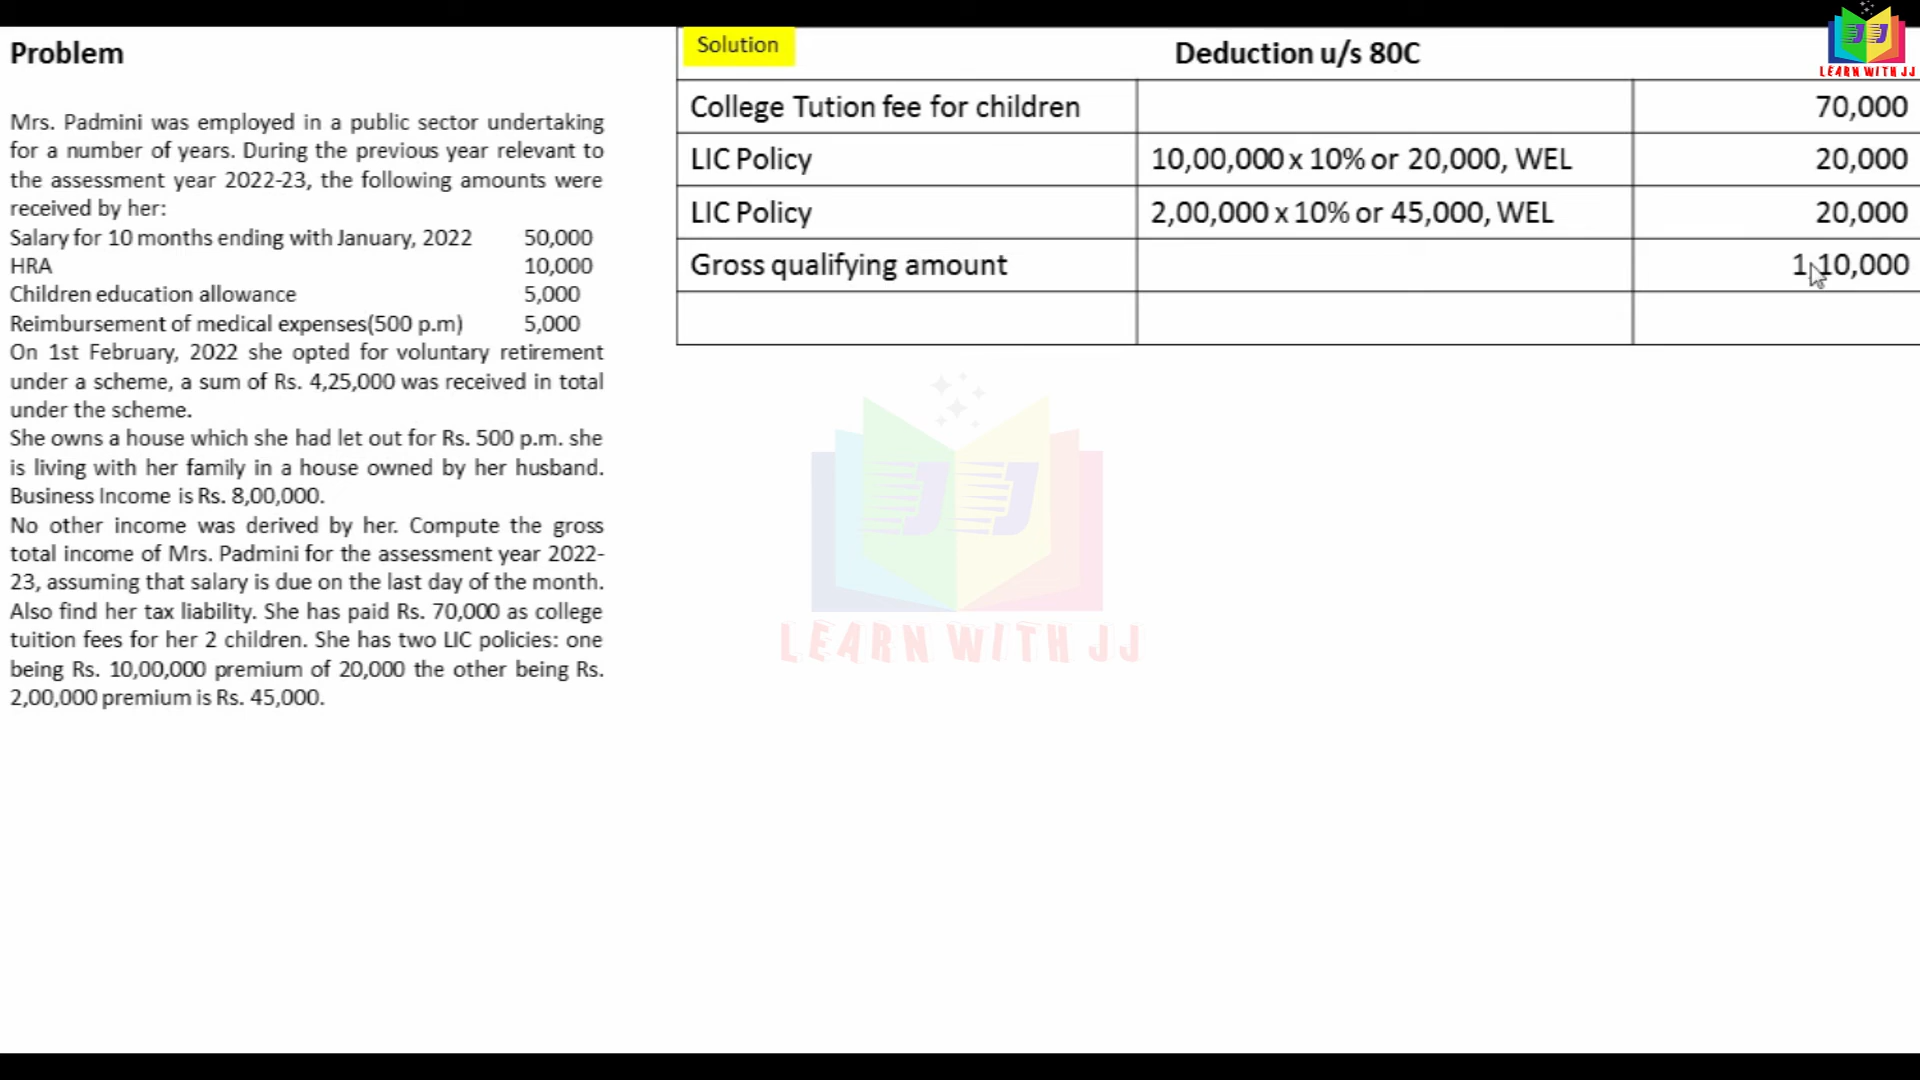 Problem
Mrs. Padmini was employed in a public sector undertaking
for a number of years. During the previous year relevant to
the assessment year 2022-23, the following amounts were
received by her:
Salary for 10 months ending with January, 2022 50,000
HRA 10,000
Children education allowance 5,000
Reimbursement of medical expenses(500 p.m) 5,000
On 1st February, 2022 she opted for voluntary retirement
under a scheme, a sum of Rs. 4,25,000 was received in total
under the scheme.
She owns a house which she had let out for Rs. 500 p.m. she
is living with her family in a house owned by her husband.
Business Income is Rs. 8,00,000.
No other income was derived by her. Compute the gross
total income of Mrs. Padmini for the assessment year 2022-
23, assuming that salary is due on the last day of the month.
Also find her tax liability. She has paid Rs. 70,000 as college
tuition fees for her 2 children. She has two LIC policies: one
being Rs. 10,00,000 premium of 20,000 the other being Rs.
2,00,000 premium is Rs. 45,000.
Solution
Deduction u/s 80C
College Tution fee for children 70,000
LIC Policy 10,00,000 x 10% or 20,000, WEL 20,000
LIC Policy 2,00,000 x 10% or 45,000, WEL 20,000
Gross qualifying amount 1,10,000
JJ
LEARN WITH JJ
JJ
LEARN WITH JJ